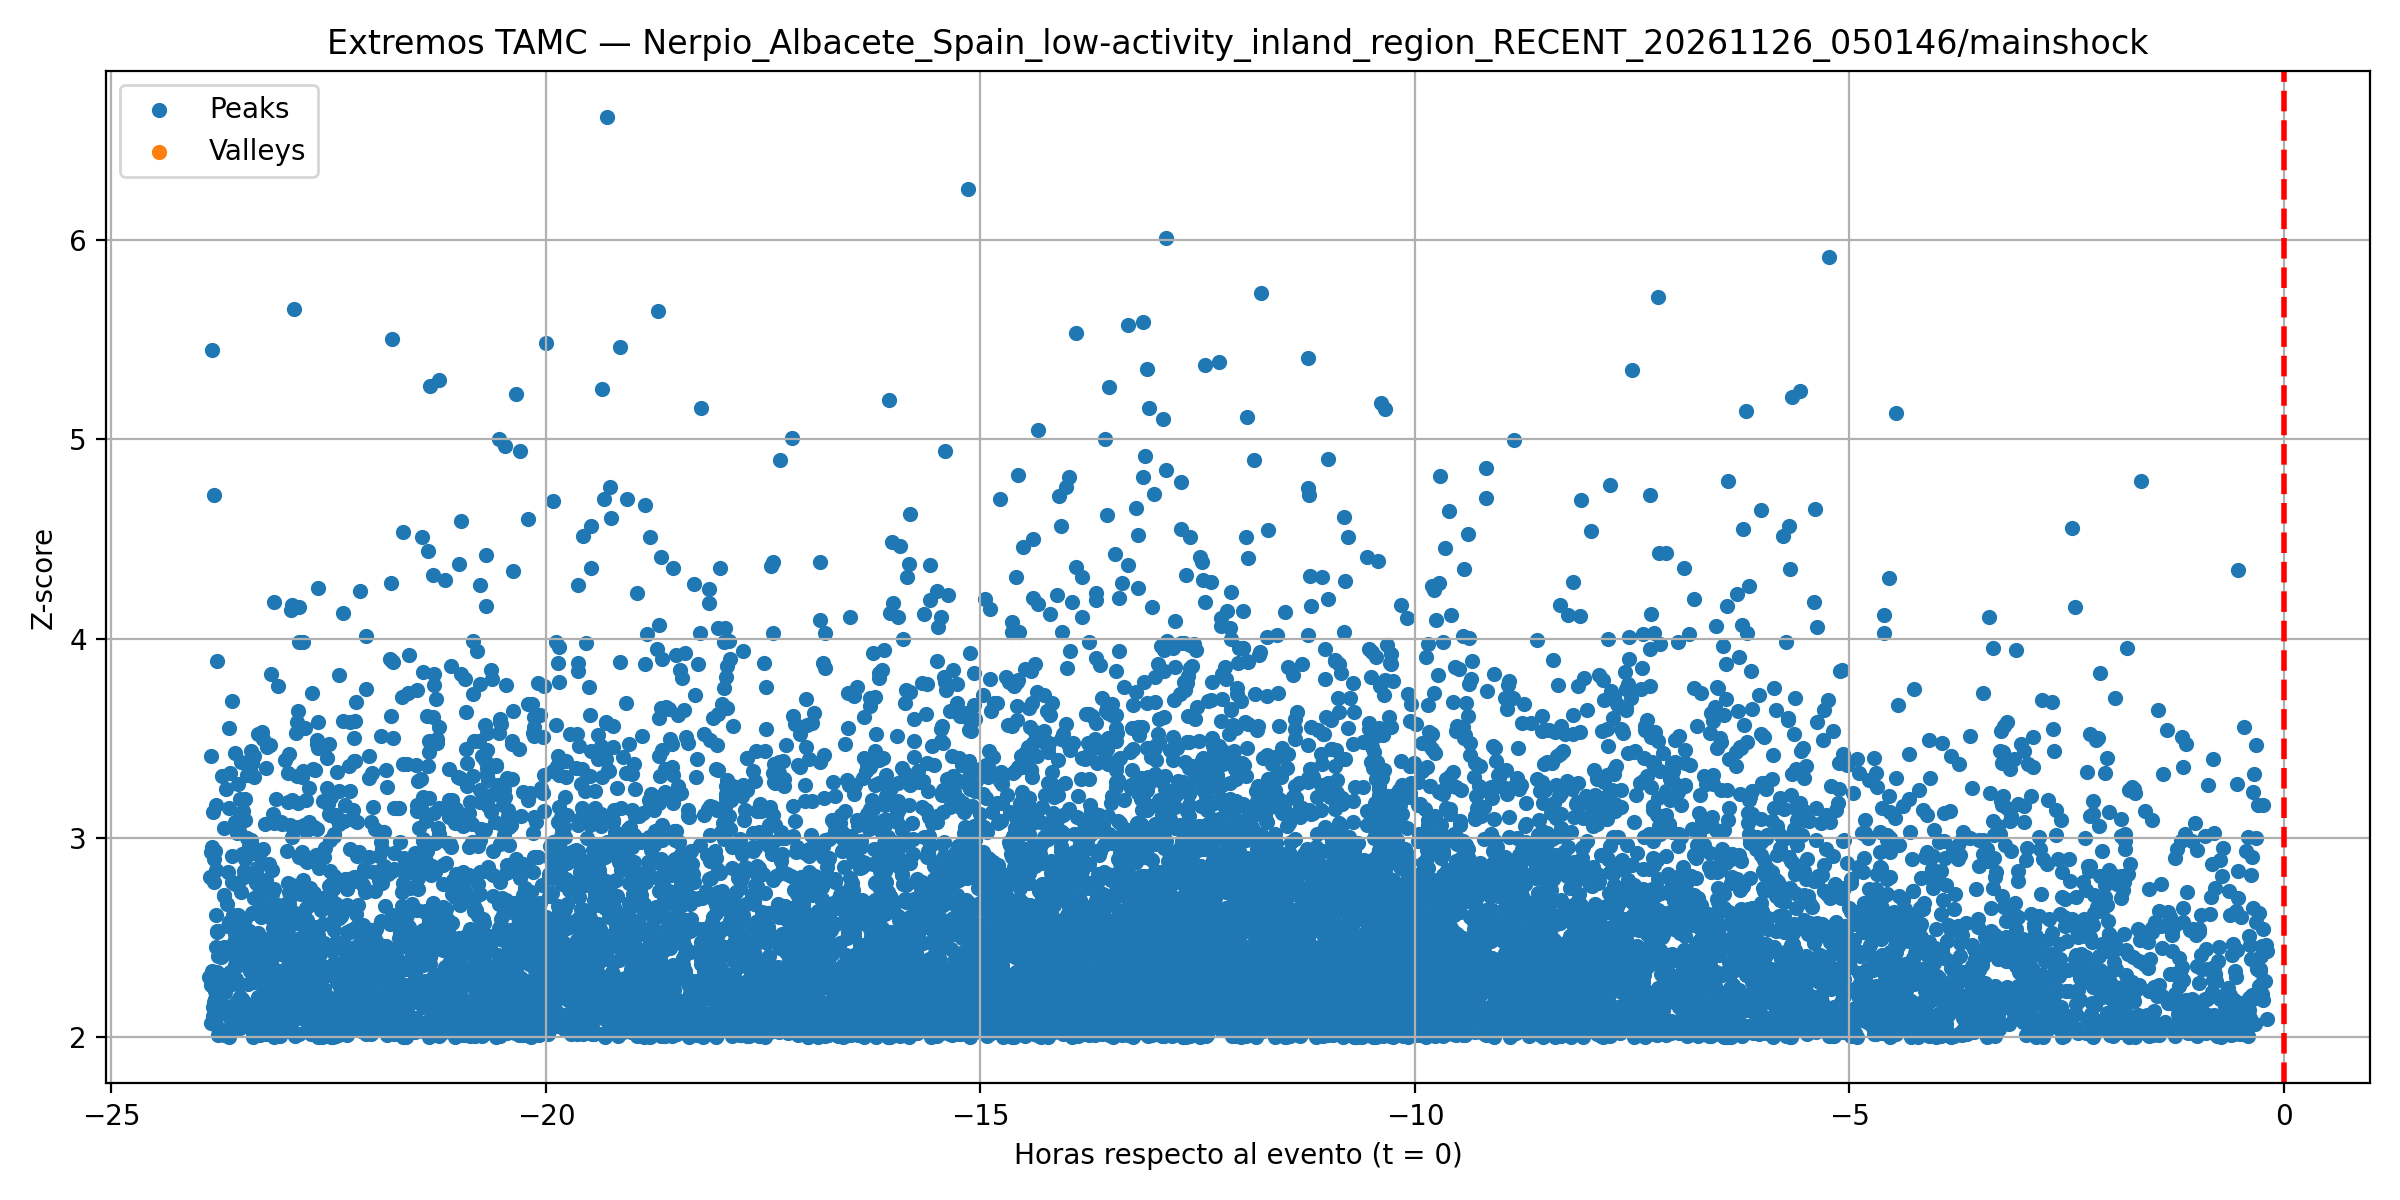 Extremos TAMC — Nerpio_Albacete_Spain_low-activity_inland_region_RECENT_20261126_050146/mainshock
Peaks
Valleys
Z-score
6
5
4
3
2
−25
−20
−15
−10
−5
0
Horas respecto al evento (t = 0)